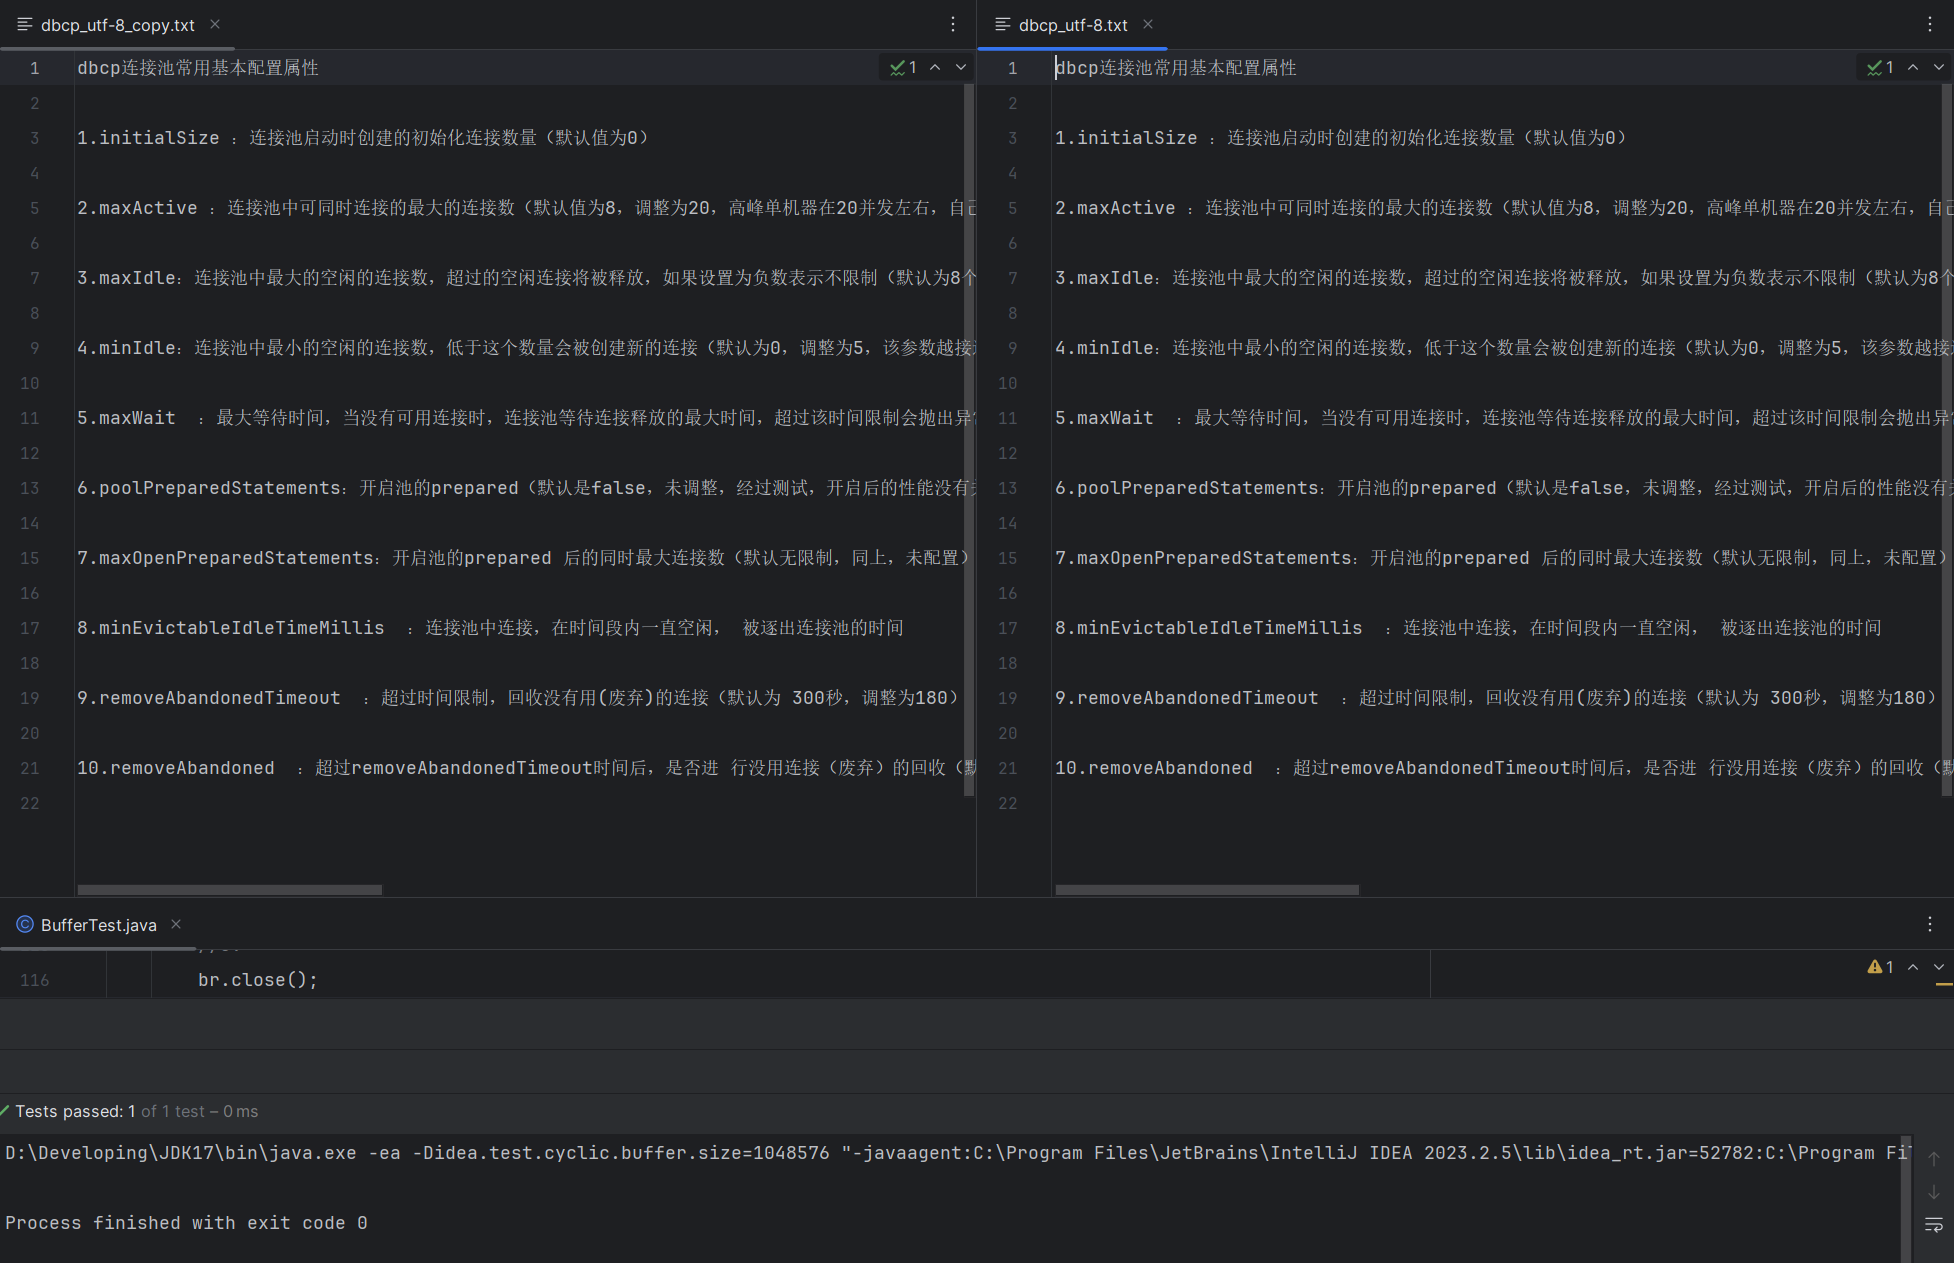 dbcp_utf-8_copy.txt
1 dbcp连接池常用基本配置属性
1
2
3 1.initialSize ：连接池启动时创建的初始化连接数量（默认值为0）
4
5 2.maxActive ：连接池中可同时连接的最大的连接数（默认值为8，调整为20，高峰单机器在20并发左右，自己
6
7 3.maxIdle：连接池中最大的空闲的连接数，超过的空闲连接将被释放，如果设置为负数表示不限制（默认为8个
8
9 4.minIdle：连接池中最小的空闲的连接数，低于这个数量会被创建新的连接（默认为0，调整为5，该参数越接
10
11 5.maxWait  ：最大等待时间，当没有可用连接时，连接池等待连接释放的最大时间，超过该时间限制会抛出异
12
13 6.poolPreparedStatements：开启池的prepared（默认是false，未调整，经过测试，开启后的性能没有
14
15 7.maxOpenPreparedStatements：开启池的prepared 后的同时最大连接数（默认无限制，同上，未配置）
16
17 8.minEvictableIdleTimeMillis  ：连接池中连接，在时间段内一直空闲， 被逐出连接池的时间
18
19 9.removeAbandonedTimeout  ：超过时间限制，回收没有用(废弃)的连接（默认为 300秒，调整为180）
20
21 10.removeAbandoned  ：超过removeAbandonedTimeout时间后，是否进 行没用连接（废弃）的回收（默
22
dbcp_utf-8.txt
1 dbcp连接池常用基本配置属性
1
2
3 1.initialSize ：连接池启动时创建的初始化连接数量（默认值为0）
4
5 2.maxActive ：连接池中可同时连接的最大的连接数（默认值为8，调整为20，高峰单机器在20并发左右，自己
6
7 3.maxIdle：连接池中最大的空闲的连接数，超过的空闲连接将被释放，如果设置为负数表示不限制（默认为8个
8
9 4.minIdle：连接池中最小的空闲的连接数，低于这个数量会被创建新的连接（默认为0，调整为5，该参数越接
10
11 5.maxWait  ：最大等待时间，当没有可用连接时，连接池等待连接释放的最大时间，超过该时间限制会抛出异
12
13 6.poolPreparedStatements：开启池的prepared（默认是false，未调整，经过测试，开启后的性能没有
14
15 7.maxOpenPreparedStatements：开启池的prepared 后的同时最大连接数（默认无限制，同上，未配置）
16
17 8.minEvictableIdleTimeMillis  ：连接池中连接，在时间段内一直空闲， 被逐出连接池的时间
18
19 9.removeAbandonedTimeout  ：超过时间限制，回收没有用(废弃)的连接（默认为 300秒，调整为180）
20
21 10.removeAbandoned  ：超过removeAbandonedTimeout时间后，是否进 行没用连接（废弃）的回收（默
22
BufferTest.java
116 br.close();
1
Tests passed: 1 of 1 test – 0 ms
D:\Developing\JDK17\bin\java.exe -ea -Didea.test.cyclic.buffer.size=1048576 "-javaagent:C:\Program Files\JetBrains\IntelliJ IDEA 2023.2.5\lib\idea_rt.jar=52782:C:\Program
Process finished with exit code 0